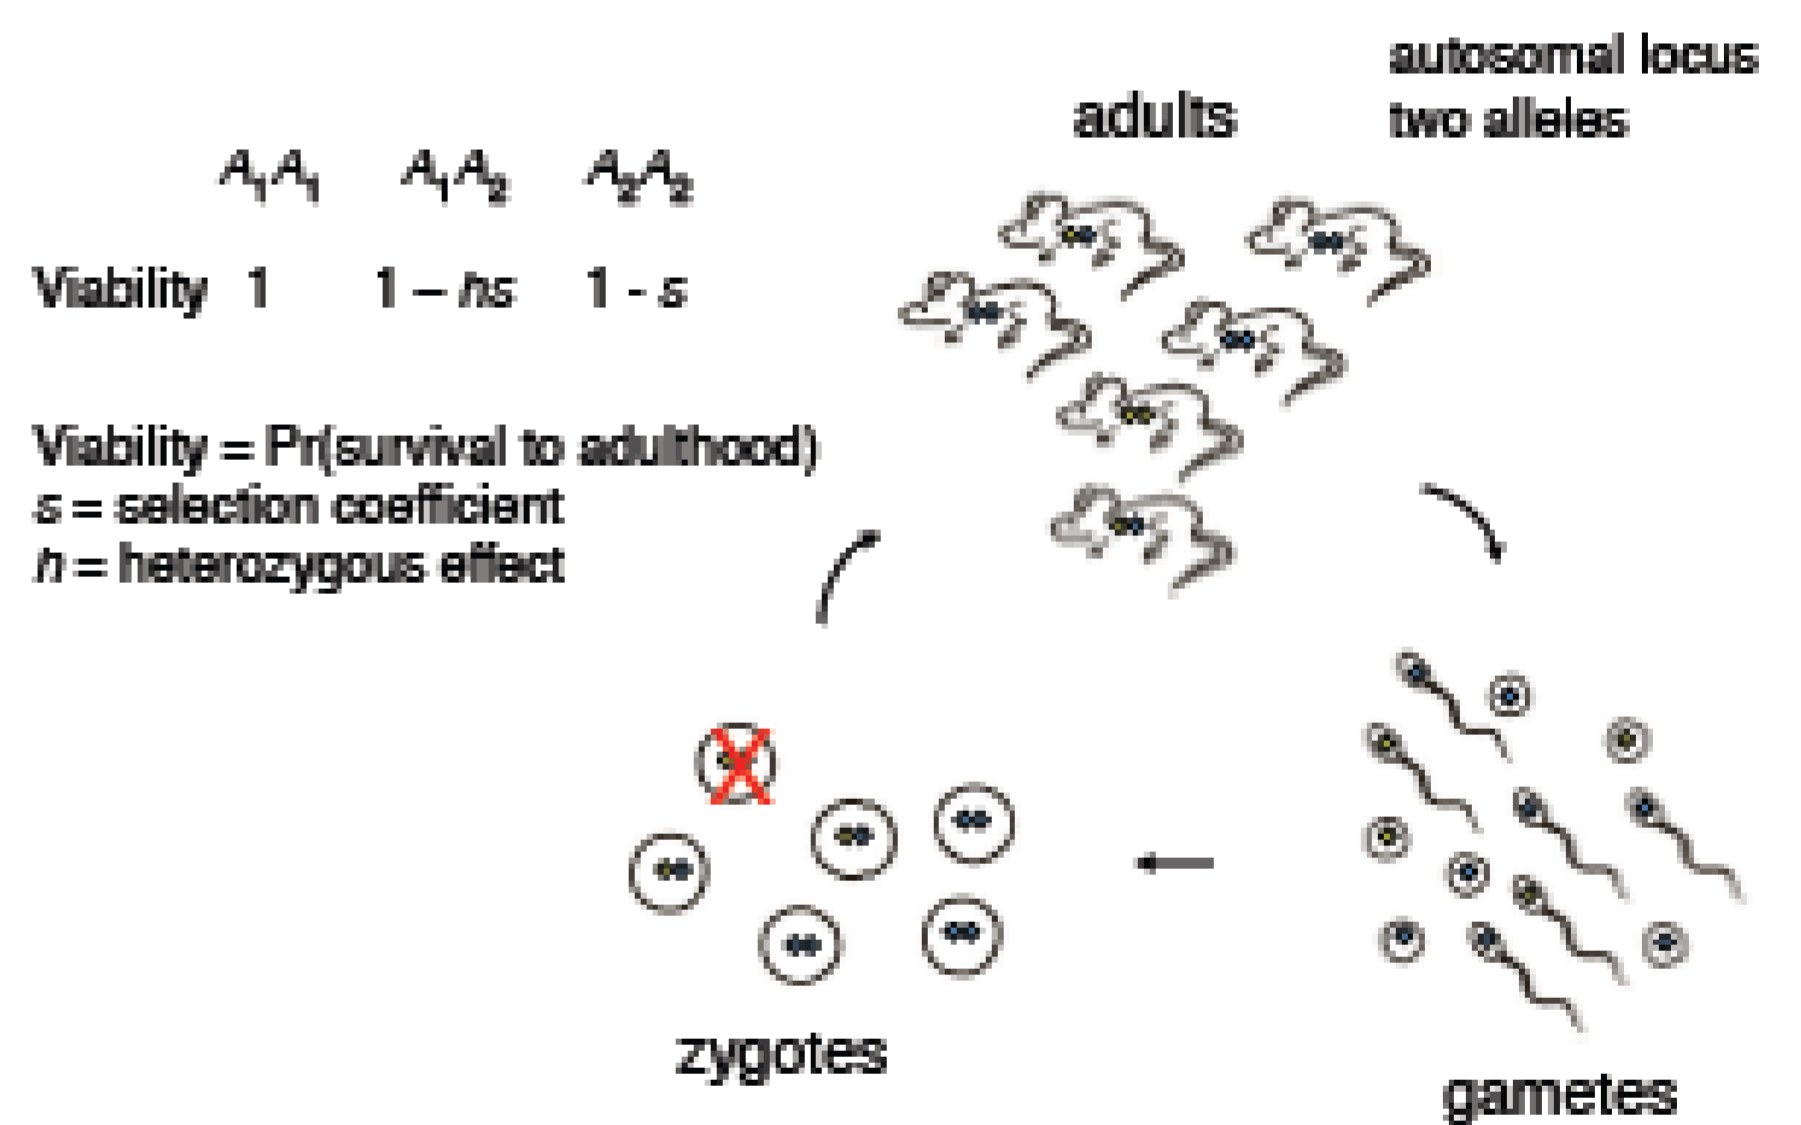 autosomal locus
two alleles
adults
A₁A₁ A₁A₂ A₂A₂
Viability 1 1 – hs 1 - s
Viability = Pr(survival to adulthood)
s = selection coefficient
h = heterozygous effect
zygotes
gametes